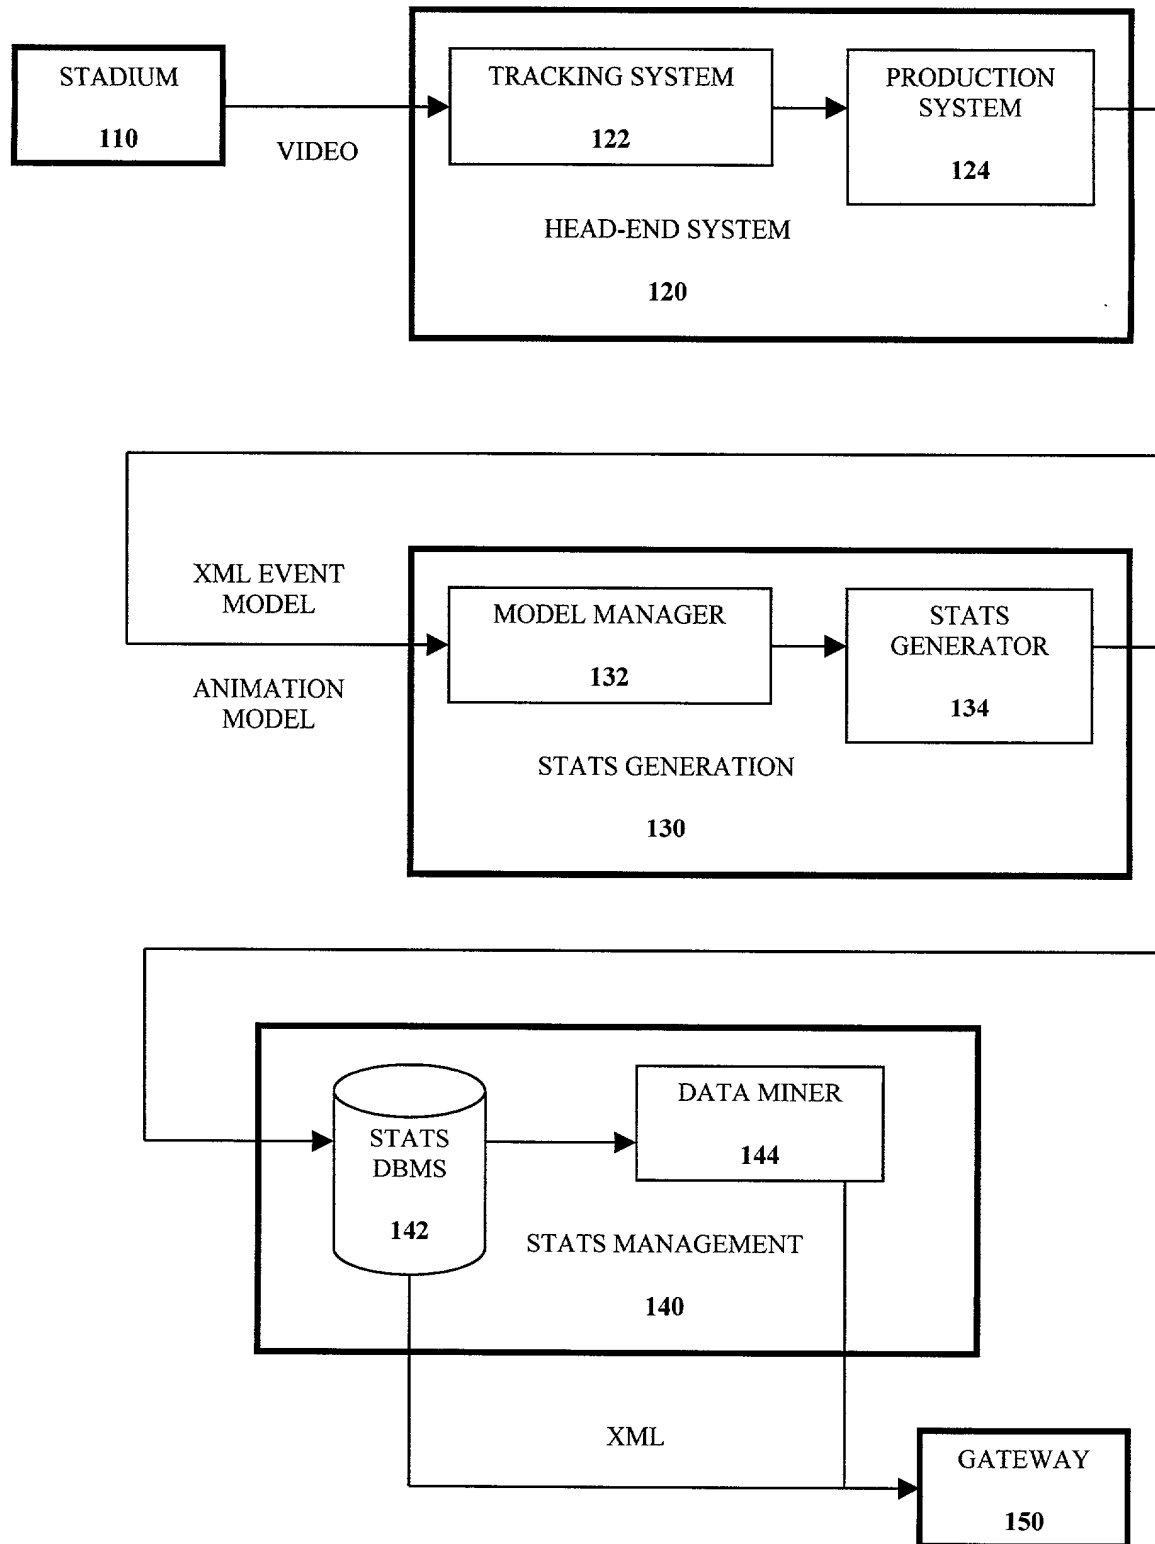 STADIUM
110
VIDEO
TRACKING SYSTEM
122
PRODUCTION
SYSTEM
124
HEAD-END SYSTEM
120
XML EVENT
MODEL
ANIMATION
MODEL
MODEL MANAGER
132
STATS
GENERATOR
134
STATS GENERATION
130
STATS
DBMS
142
DATA MINER
144
STATS MANAGEMENT
140
XML
GATEWAY
150